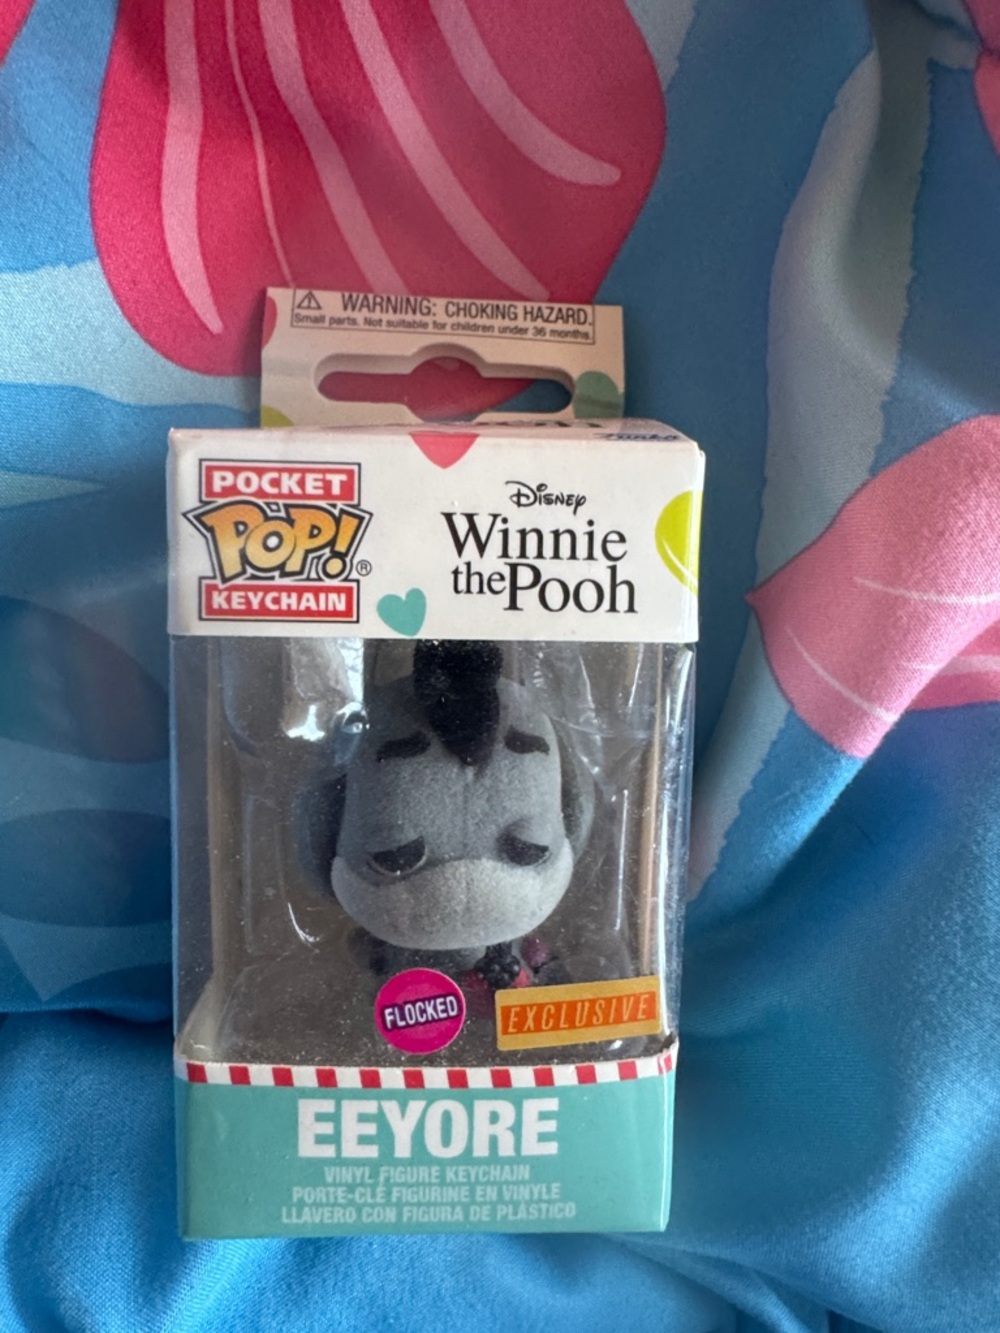 WARNING: CHOKING HAZARD.
Small parts. Not suitable for children under 36 months.
Funko
POCKET
POP!®
KEYCHAIN
Disney
Winnie
the Pooh
FLOCKED
EXCLUSIVE
EEYORE
VINYL FIGURE KEYCHAIN
PORTE-CLÉ FIGURINE EN VINYLE
LLAVERO CON FIGURA DE PLÁSTICO